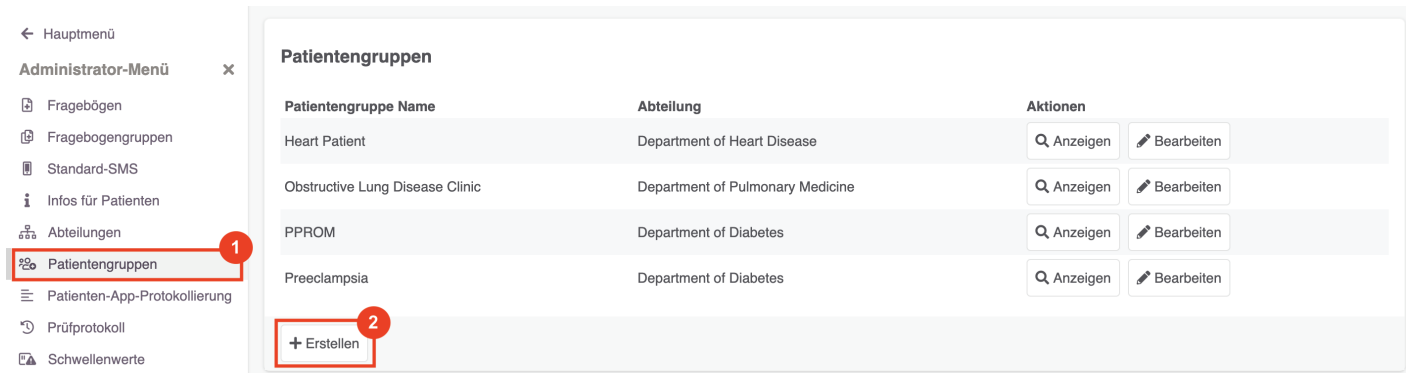 Hauptmenü
Administrator-Menü
Fragebögen
Fragebogengruppen
Standard-SMS
Infos für Patienten
Abteilungen
1
Patientengruppen
Patienten-App-Protokollierung
Prüfprotokoll
Schwellenwerte
Patientengruppen
Patientengruppe Name Abteilung Aktionen
Heart Patient Department of Heart Disease Anzeigen Bearbeiten
Obstructive Lung Disease Clinic Department of Pulmonary Medicine Anzeigen Bearbeiten
PPROM Department of Diabetes Anzeigen Bearbeiten
Preeclampsia Department of Diabetes Anzeigen Bearbeiten
2
Erstellen